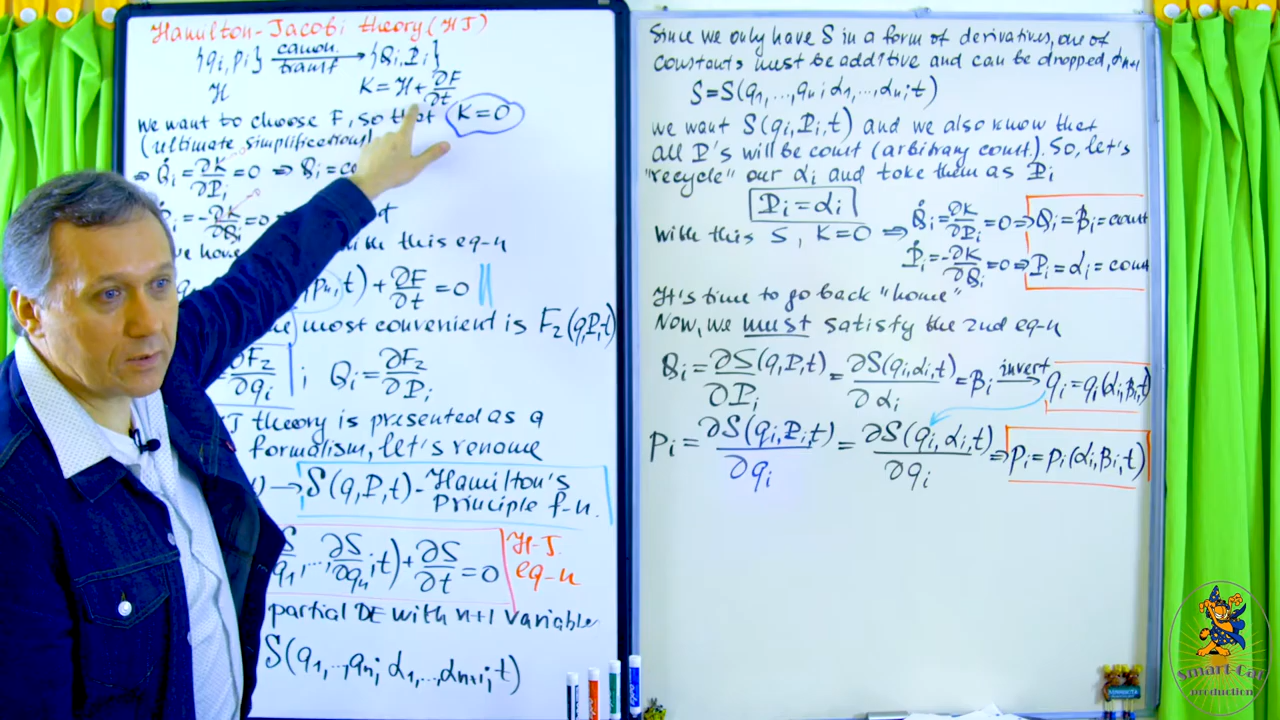 Hamilton-Jacobi theory (HJ)
{qi, pi} canon. transf → {Qi, Pi}
H K = H + ∂F/∂t
We want to choose F, so that K=0
(ultimate simplification)
⇒ Q̇i = ∂K/∂Pi = 0 ⇒ Qi = co
i = -∂K/∂Qi = 0 t
ve have with this eq-n
pn, t) + ∂F/∂t = 0
most convenient is F₂(q,P,t)
∂F₂/∂qi ; Qi = ∂F₂/∂Pi
J theory is presented as a
formalism, let's rename
→ S(q,P,t) - Hamilton's
Principle f-n.
S/q₁, ..., ∂S/∂qn; t) + ∂S/∂t = 0 H-J. eq-n
partial DE with n+1 variable
S(q₁,..,qn; α₁,..,αn+1; t)
Since we only have S in a form of derivatives, one of
constants must be additive and can be dropped, αn+1
S = S(q₁,...,qn; α₁,...,αn; t)
we want S(qi,Pi,t) and we also know that
all P's will be const (arbitrary const.). So, let's
"recycle" our αi and take them as Pi
Pi = αi
With this S, K=0 ⇒ Q̇i = ∂K/∂Pi = 0 ⇒ Qi = βi = const
Ṗi = -∂K/∂Qi = 0 ⇒ Pi = αi = cons
It's time to go back "home"
Now, we must satisfy the 2nd eq-n
Qi = ∂S(q,P,t)/∂Pi = ∂S(qi,αi,t)/∂αi = βi invert → qi = qi(αi,βi,t)
pi = ∂S(qi,Pi,t)/∂qi = ∂S(qi,αi,t)/∂qi ⇒ pi = pi(αi,βi,t)
Smart-Cat
production